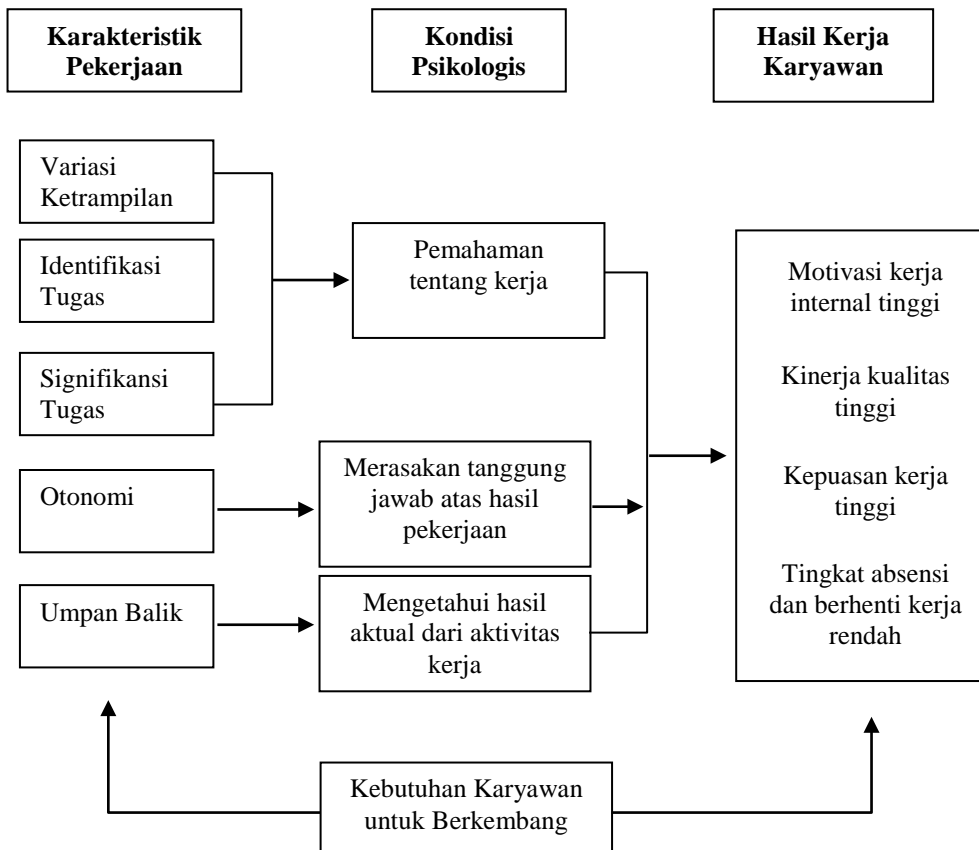 Karakteristik
Pekerjaan
Kondisi
Psikologis
Hasil Kerja
Karyawan
Variasi
Ketrampilan
Identifikasi
Tugas
Signifikansi
Tugas
Otonomi
Umpan Balik
Pemahaman
tentang kerja
Merasakan tanggung
jawab atas hasil
pekerjaan
Mengetahui hasil
aktual dari aktivitas
kerja
Motivasi kerja
internal tinggi
Kinerja kualitas
tinggi
Kepuasan kerja
tinggi
Tingkat absensi
dan berhenti kerja
rendah
Kebutuhan Karyawan
untuk Berkembang